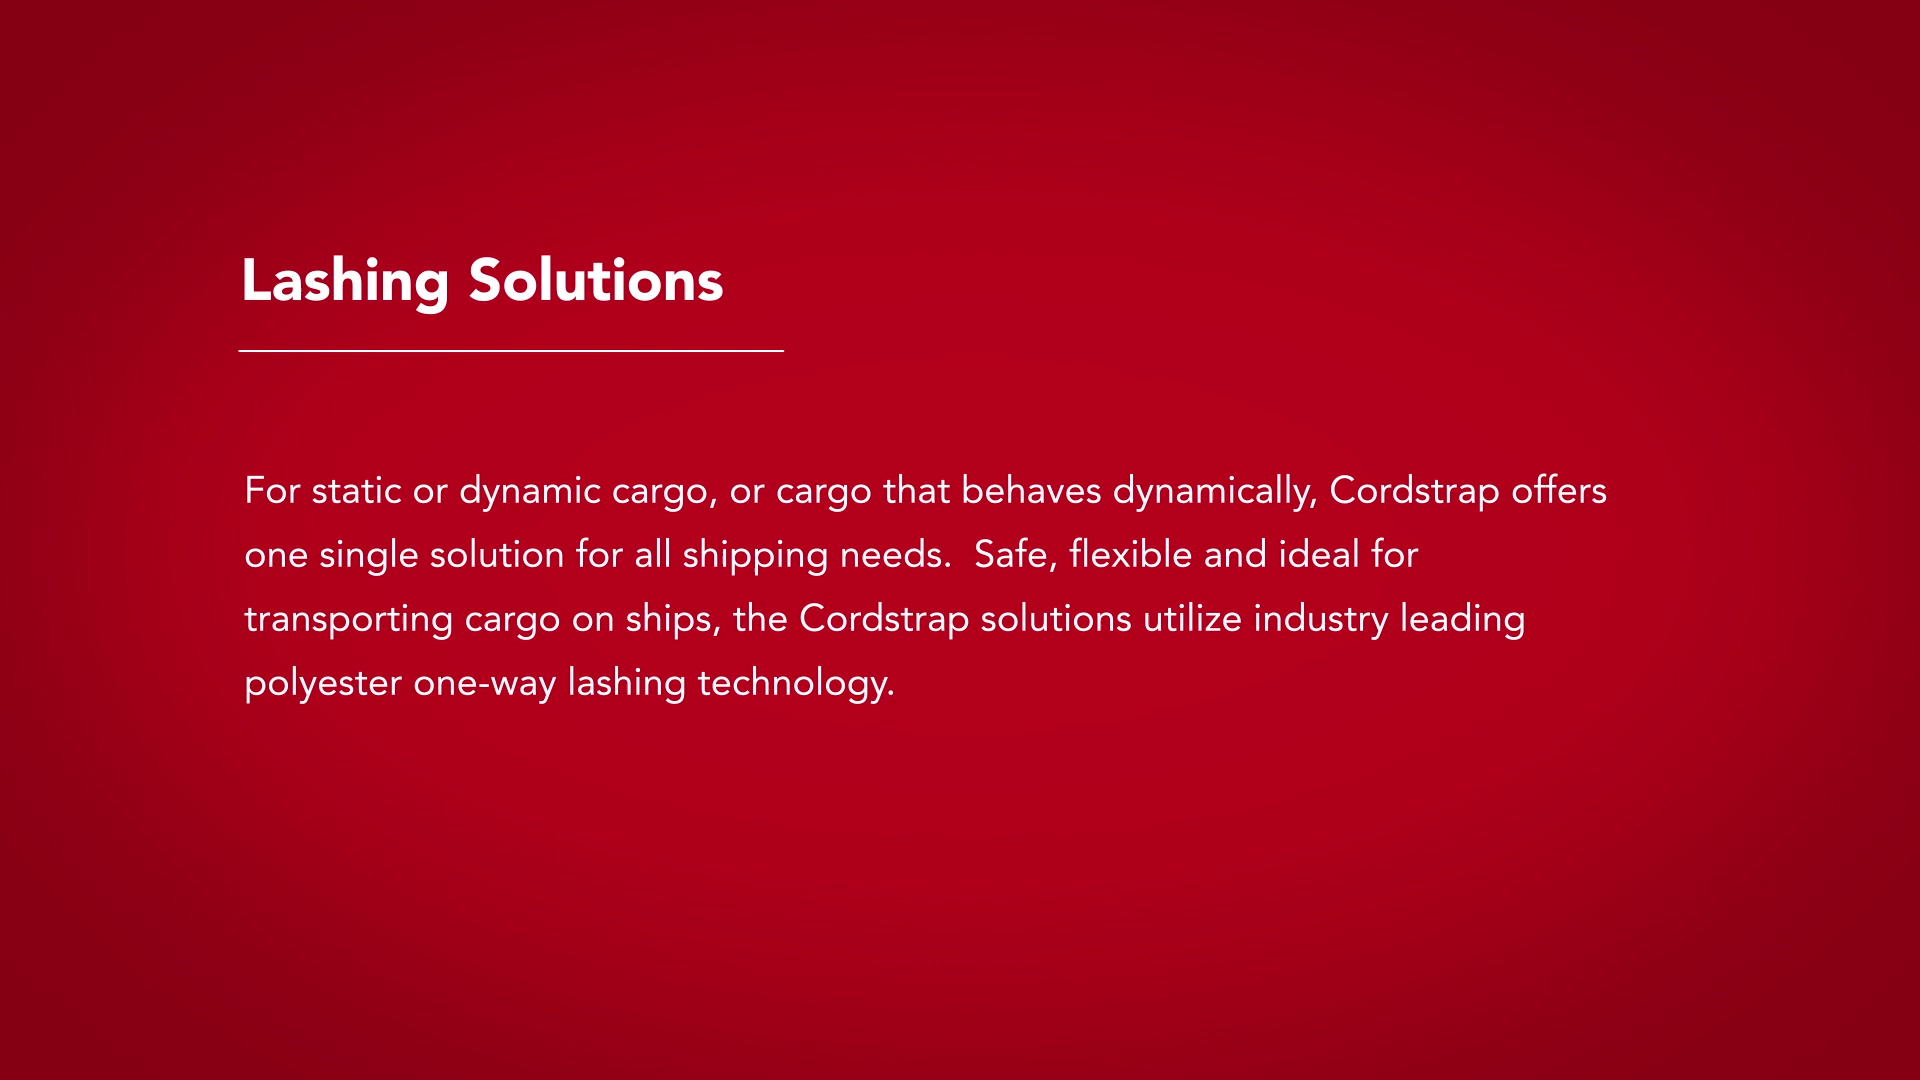 Lashing Solutions
For static or dynamic cargo, or cargo that behaves dynamically, Cordstrap offers
one single solution for all shipping needs.  Safe, flexible and ideal for
transporting cargo on ships, the Cordstrap solutions utilize industry leading
polyester one-way lashing technology.